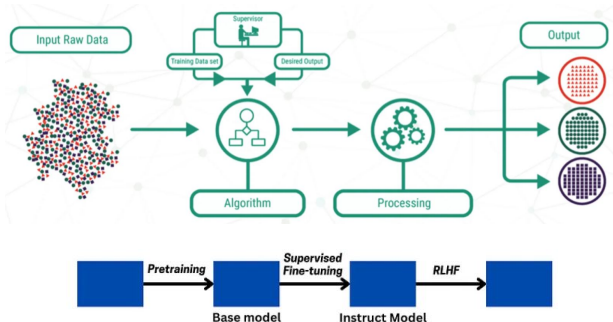 Supervisor
Input Raw Data
Output
Training Data set
Desired Output
Algorithm
Processing
Pretraining
Supervised
Fine-tuning
RLHF
Base model
Instruct Model